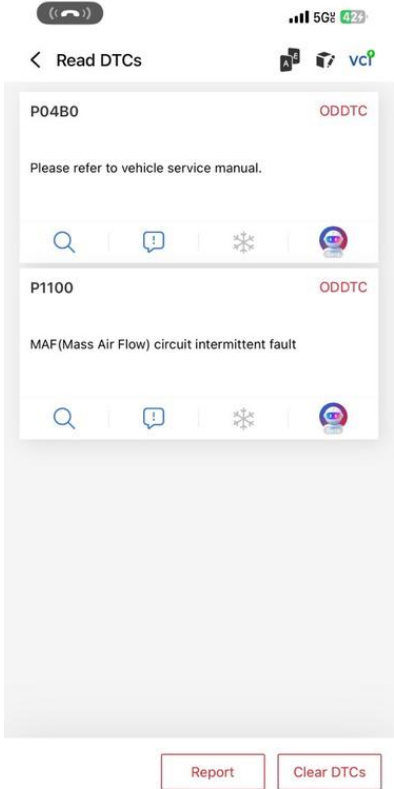 5G 42
Read DTCs
A E
VCI
P04B0 ODDTC
Please refer to vehicle service manual.
P1100 ODDTC
MAF(Mass Air Flow) circuit intermittent fault
Report Clear DTCs